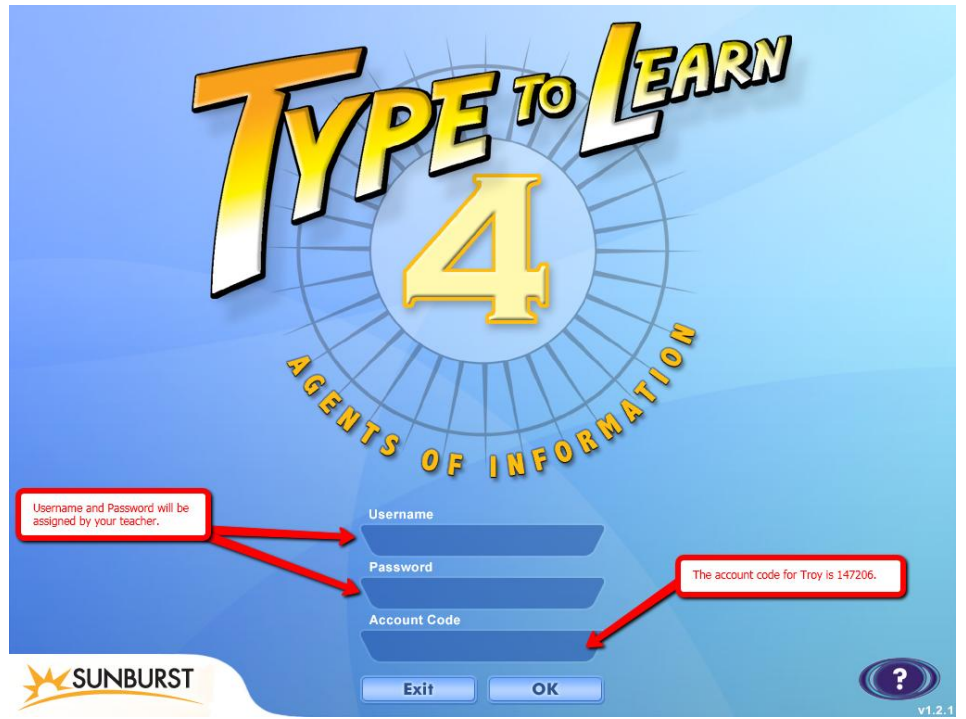 TYPE TO LEARN
4
AGENTS OF INFORMATION
Username and Password will be
assigned by your teacher.
Username
Password
The account code for Troy is 147206.
Account Code
SUNBURST
Exit
OK
?
v1.2.1